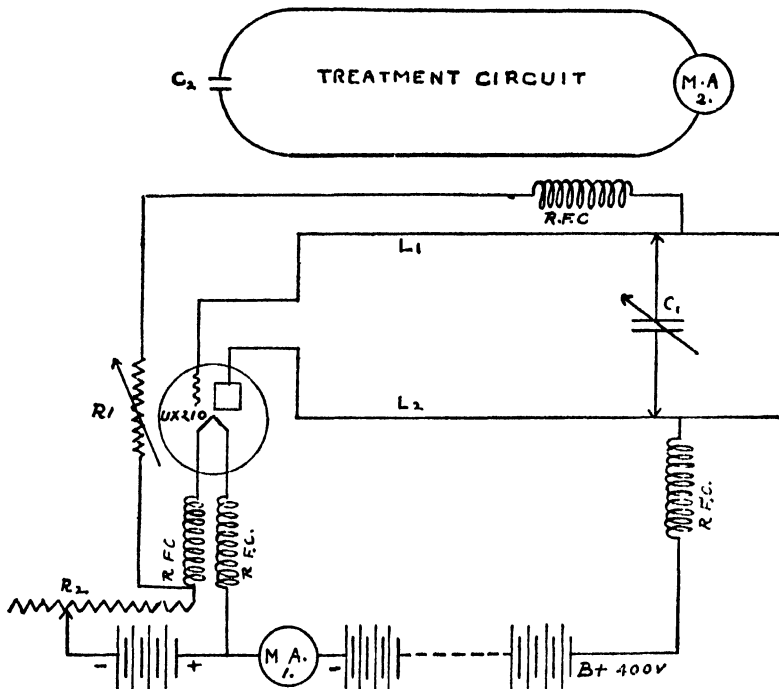 C2
TREATMENT CIRCUIT
M.A
2.
R.F.C
L1
C1
R1
UX210
L2
R F C
R F.C.
R F.C.
R2
-
+
M A.
1.
-
B+ 400V